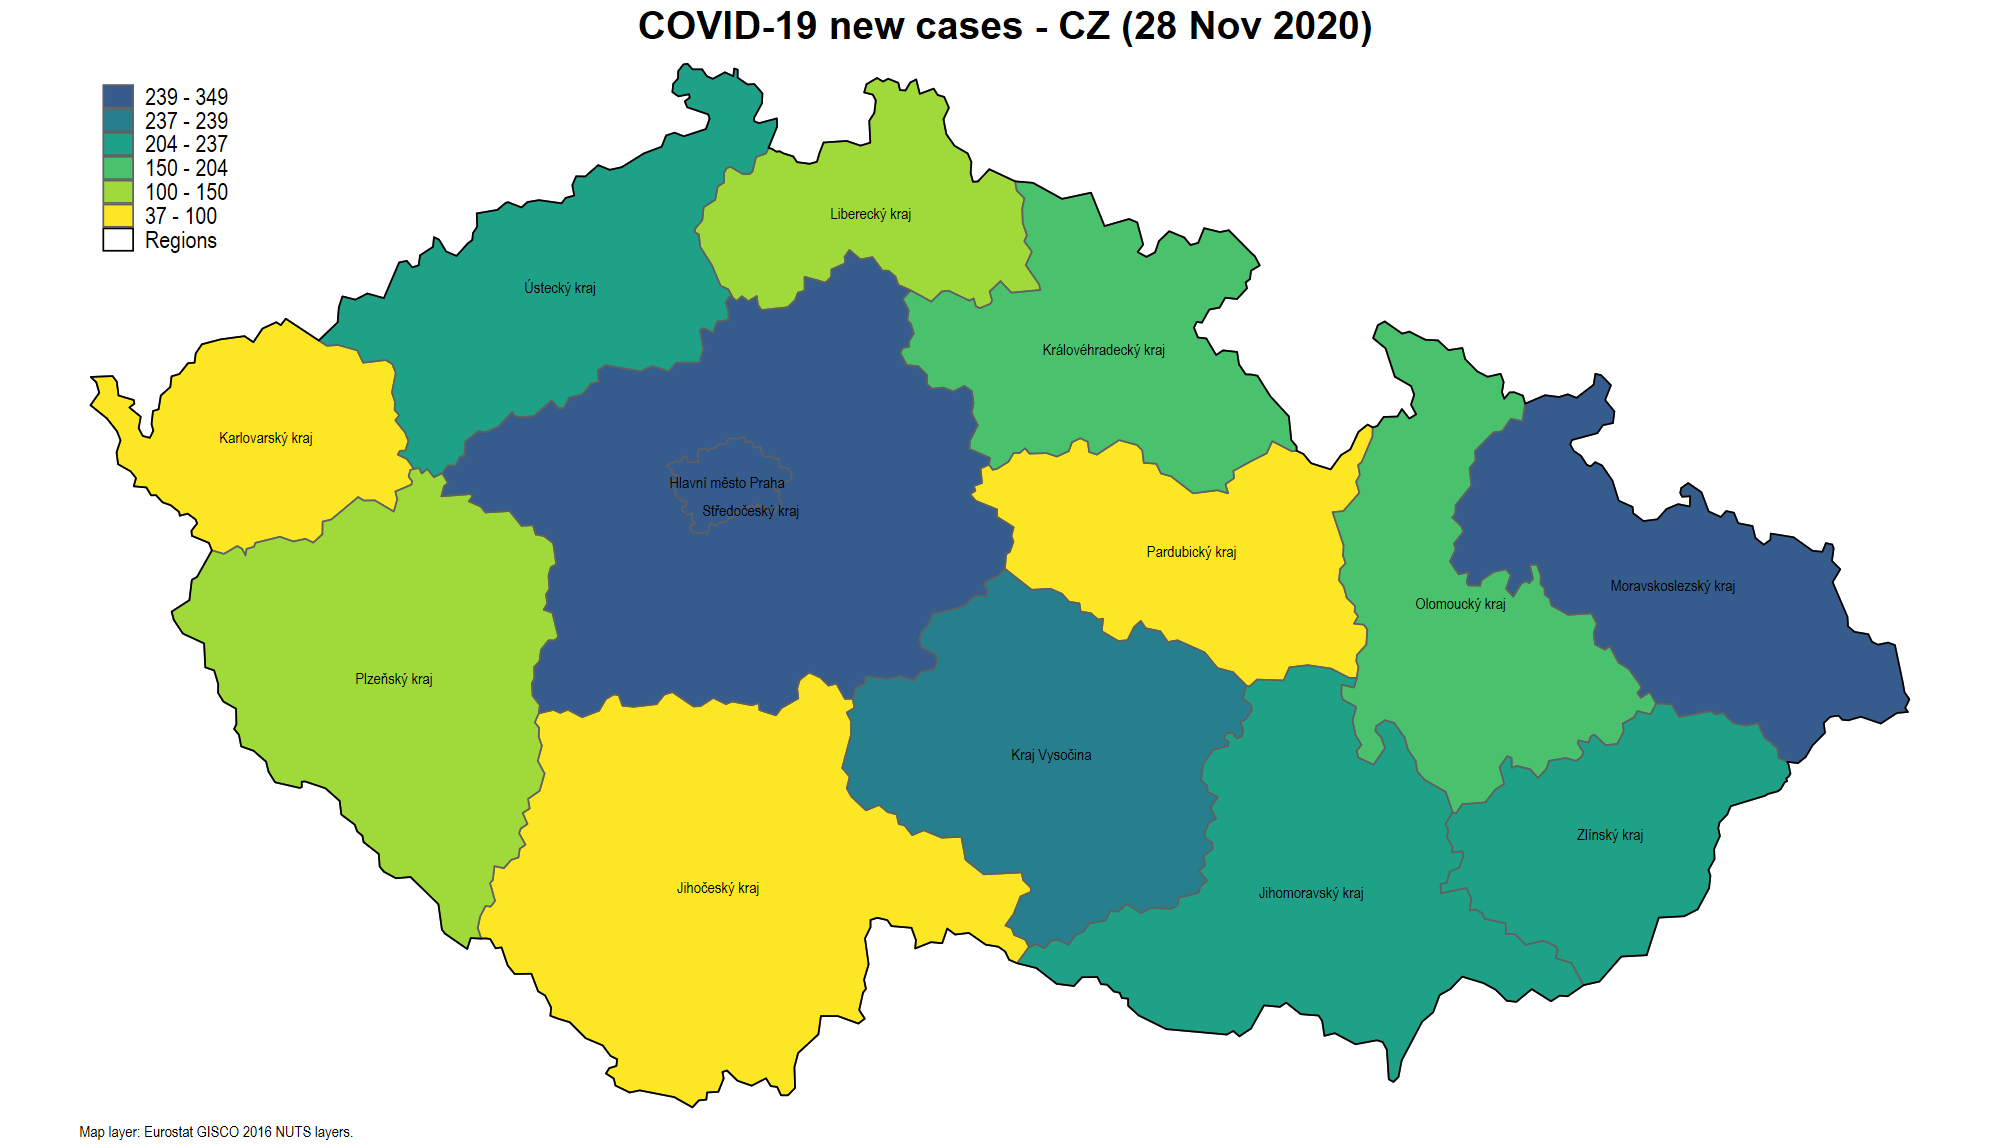 COVID-19 new cases - CZ (28 Nov 2020)
239 - 349
237 - 239
204 - 237
150 - 204
100 - 150
37 - 100
Regions
Liberecký kraj
Ústecký kraj
Královéhradecký kraj
Karlovarský kraj
Hlavní město Praha
Středočeský kraj
Pardubický kraj
Moravskoslezský kraj
Olomoucký kraj
Plzeňský kraj
Kraj Vysočina
Zlínský kraj
Jihočeský kraj
Jihomoravský kraj
Map layer: Eurostat GISCO 2016 NUTS layers.